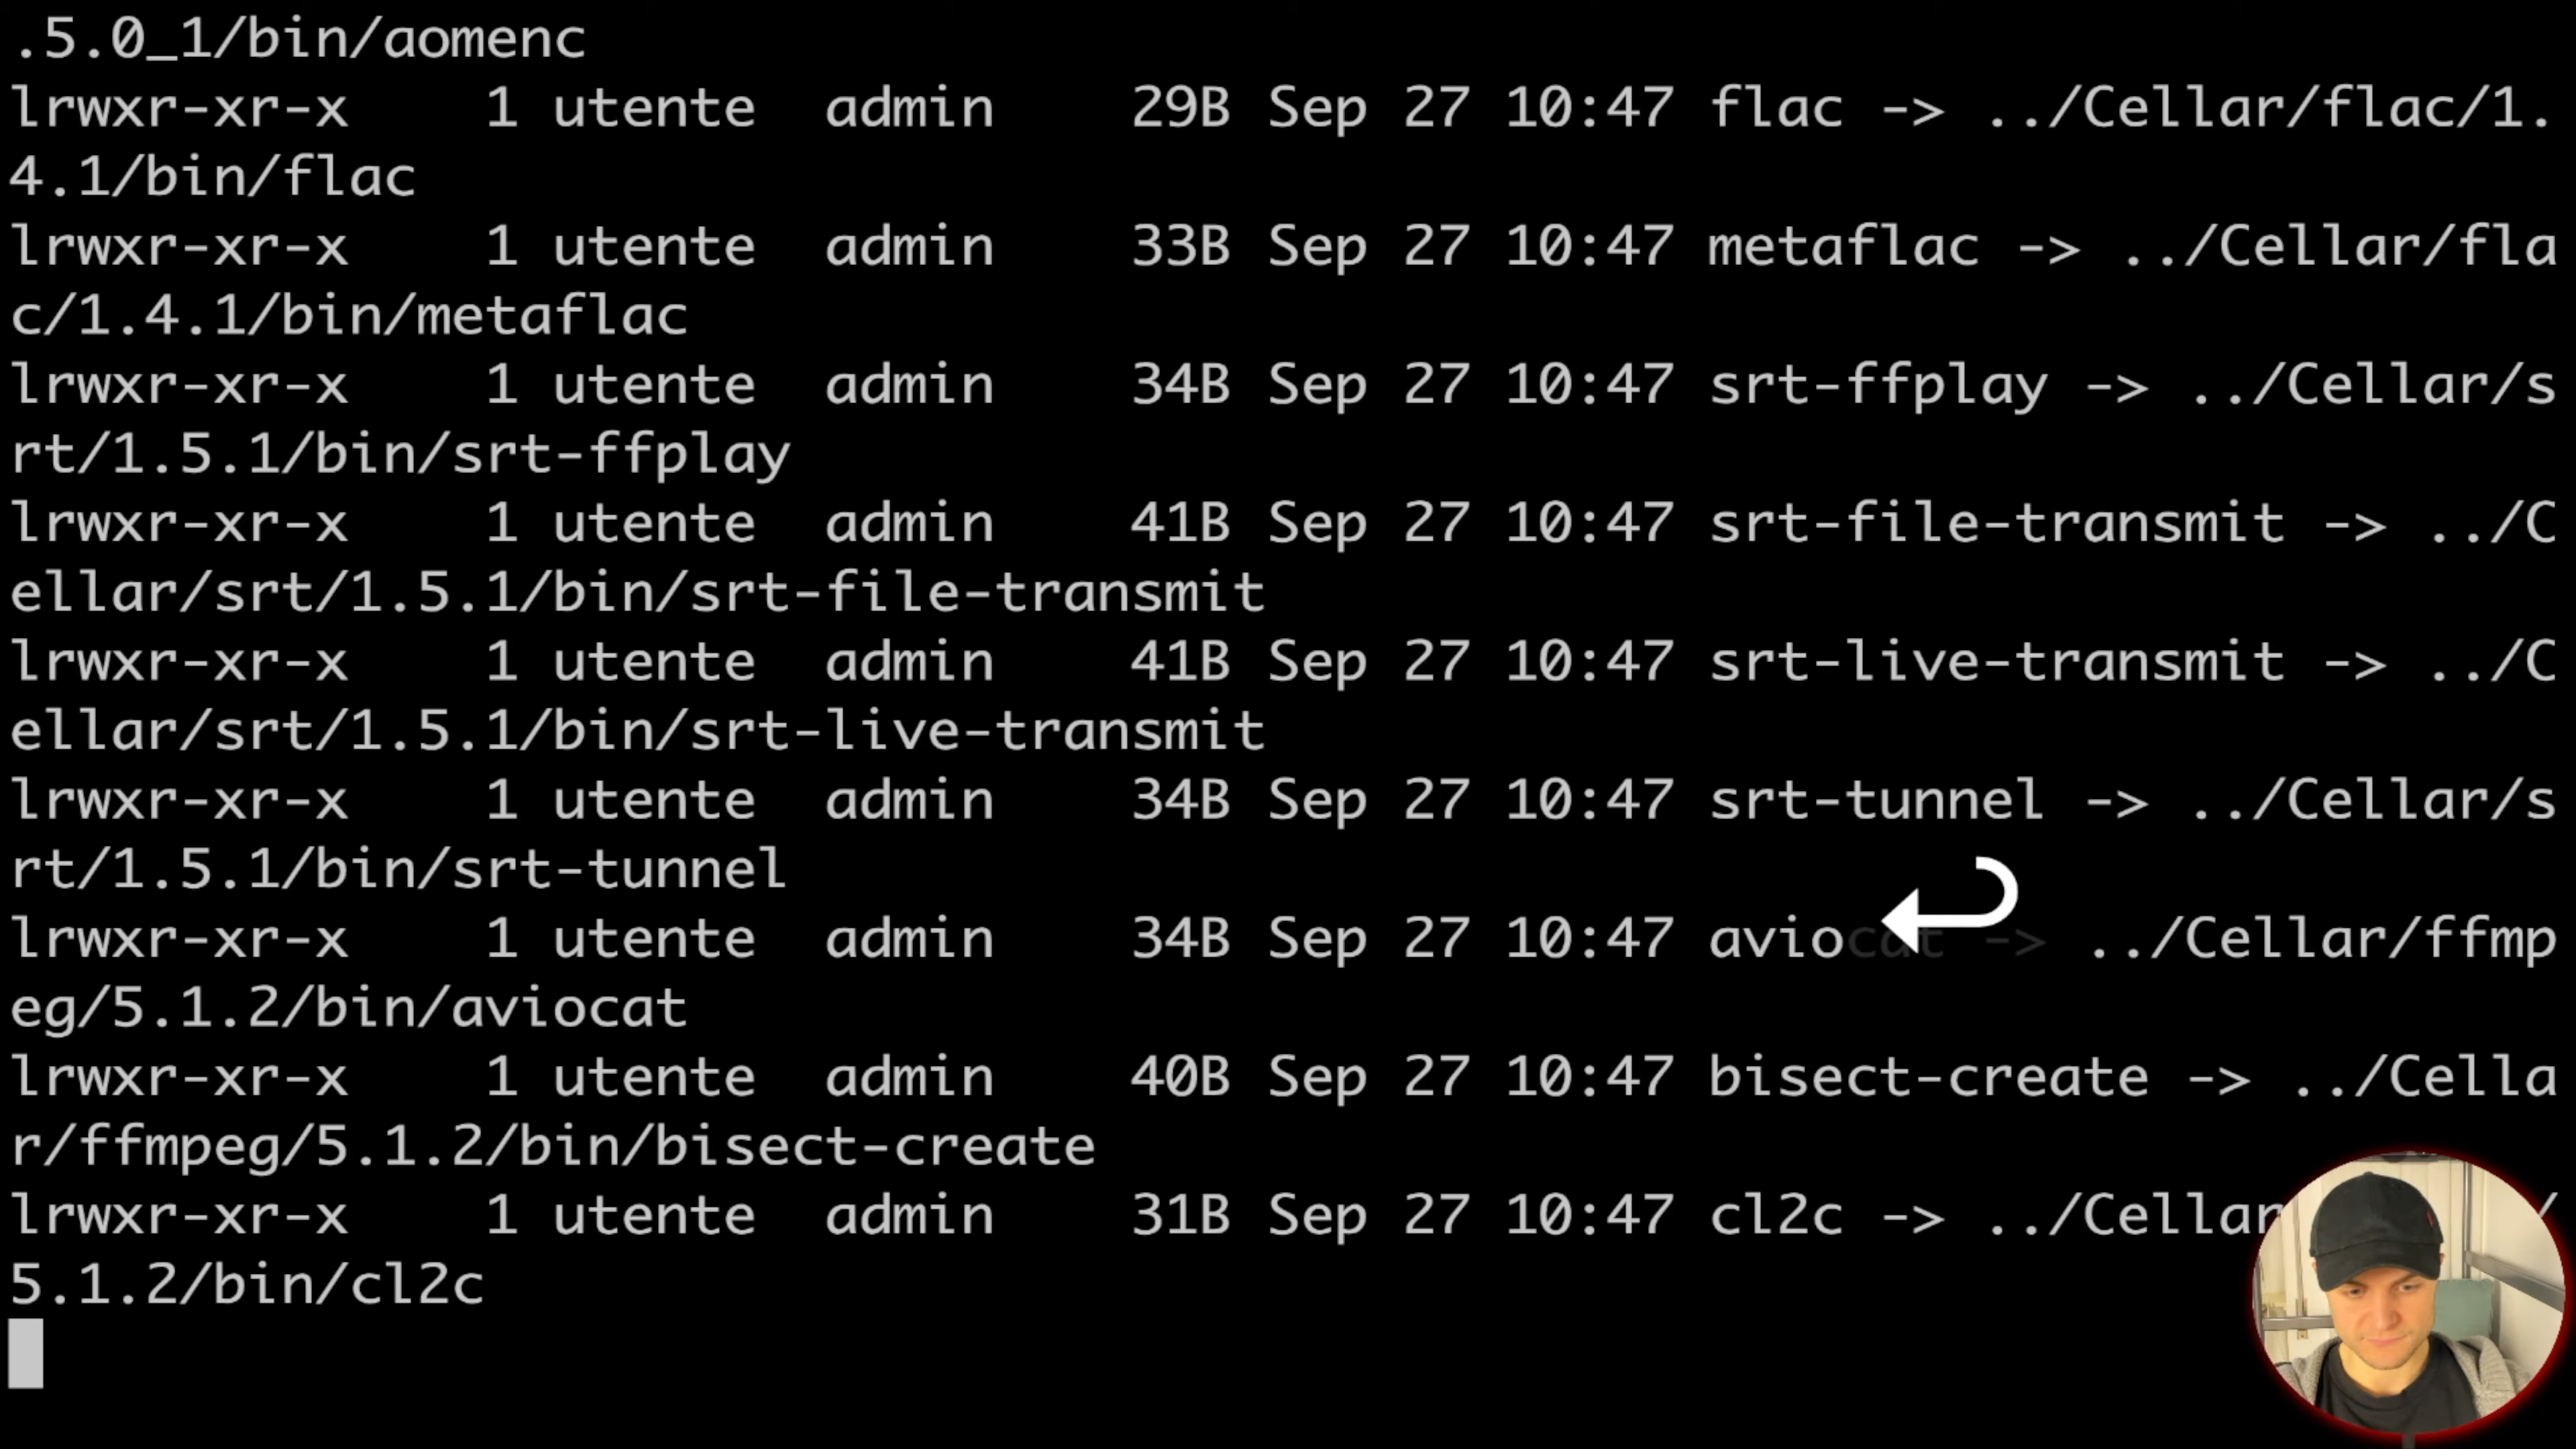 .5.0_1/bin/aomenc
lrwxr-xr-x    1 utente  admin    29B Sep 27 10:47 flac -> ../Cellar/flac/1.
4.1/bin/flac
lrwxr-xr-x    1 utente  admin    33B Sep 27 10:47 metaflac -> ../Cellar/fla
c/1.4.1/bin/metaflac
lrwxr-xr-x    1 utente  admin    34B Sep 27 10:47 srt-ffplay -> ../Cellar/s
rt/1.5.1/bin/srt-ffplay
lrwxr-xr-x    1 utente  admin    41B Sep 27 10:47 srt-file-transmit -> ../C
ellar/srt/1.5.1/bin/srt-file-transmit
lrwxr-xr-x    1 utente  admin    41B Sep 27 10:47 srt-live-transmit -> ../C
ellar/srt/1.5.1/bin/srt-live-transmit
lrwxr-xr-x    1 utente  admin    34B Sep 27 10:47 srt-tunnel -> ../Cellar/s
rt/1.5.1/bin/srt-tunnel
lrwxr-xr-x    1 utente  admin    34B Sep 27 10:47 aviocat -> ../Cellar/ffmp
eg/5.1.2/bin/aviocat
lrwxr-xr-x    1 utente  admin    40B Sep 27 10:47 bisect-create -> ../Cella
r/ffmpeg/5.1.2/bin/bisect-create
lrwxr-xr-x    1 utente  admin    31B Sep 27 10:47 cl2c -> ../Cellar /
5.1.2/bin/cl2c